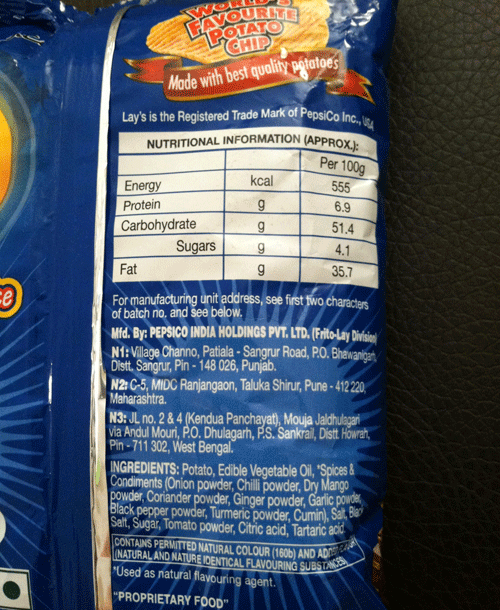 WORLD'S
FAVOURITE
POTATO
CHIP
Made with best quality potatoes
Lay's is the Registered Trade Mark of PepsiCo Inc., USA
NUTRITIONAL INFORMATION (APPROX.):
Per 100g
Energy kcal 555
Protein g 6.9
Carbohydrate g 51.4
Sugars g 4.1
Fat g 35.7
For manufacturing unit address, see first two characters
of batch no. and see below.
Mfd. By: PEPSICO INDIA HOLDINGS PVT. LTD. (Frito-Lay Division)
N1: Village Channo, Patiala - Sangrur Road, P.O. Bhawanigarh,
Distt. Sangrur, Pin - 148 026, Punjab.
N2: C-5, MIDC Ranjangaon, Taluka Shirur, Pune - 412 220,
Maharashtra.
N3: JL no. 2 & 4 (Kendua Panchayat), Mouja Jaldhulagari
via Andul Mouri, P.O. Dhulagarh, P.S. Sankrail, Distt. Howrah,
Pin - 711 302, West Bengal.
INGREDIENTS: Potato, Edible Vegetable Oil, *Spices &
Condiments (Onion powder, Chilli powder, Dry Mango
powder, Coriander powder, Ginger powder, Garlic powder,
Black pepper powder, Turmeric powder, Cumin), Salt, Black
Salt, Sugar, Tomato powder, Citric acid, Tartaric acid.
CONTAINS PERMITTED NATURAL COLOUR (160b) AND ADDED FLAVOUR
(NATURAL AND NATURE IDENTICAL FLAVOURING SUBSTANCES)
*Used as natural flavouring agent.
"PROPRIETARY FOOD"